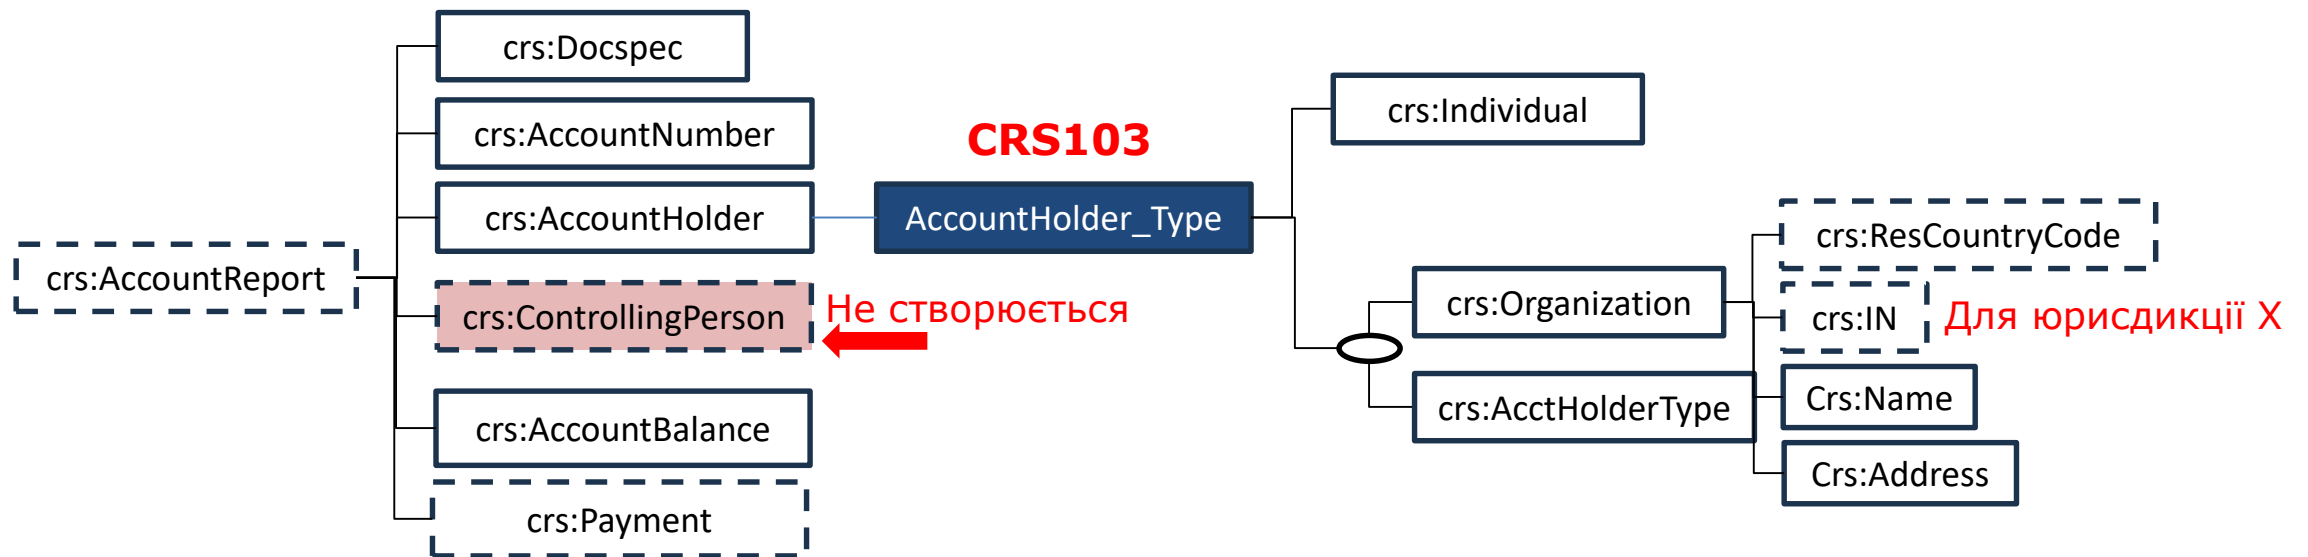 crs:AccountReport
crs:Docspec
crs:AccountNumber
crs:AccountHolder
crs:ControllingPerson
crs:AccountBalance
crs:Payment
Не створюється
CRS103
AccountHolder_Type
crs:Individual
crs:Organization
crs:AcctHolderType
crs:ResCountryCode
crs:IN
Для юрисдикції X
Crs:Name
Crs:Address